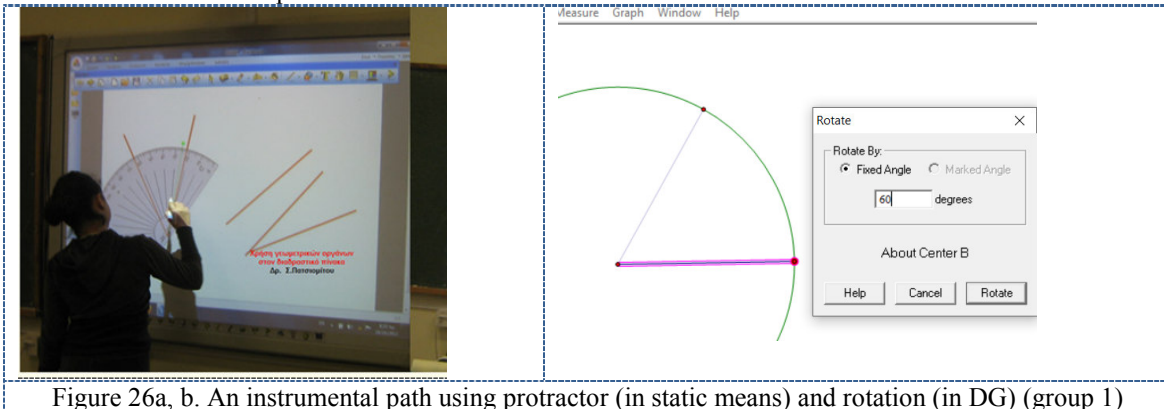 Measure Graph Window Help
Χρήση γεωμετρικών οργάνων
στον διαδραστικό πίνακα
Δρ. Σ.Πατσιομίτου
Rotate
Rotate By:
Fixed Angle Marked Angle
60 degrees
About Center B
Help Cancel Rotate
Figure 26a, b. An instrumental path using protractor (in static means) and rotation (in DG) (group 1)